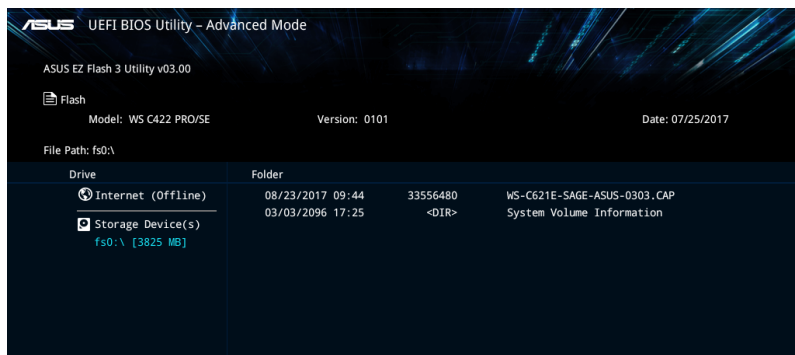 ASUS UEFI BIOS Utility – Advanced Mode
ASUS EZ Flash 3 Utility v03.00
Flash
Model: WS C422 PRO/SE Version: 0101 Date: 07/25/2017
File Path: fs0:\
Drive Folder
Internet (Offline) 08/23/2017 09:44 33556480 WS-C621E-SAGE-ASUS-0303.CAP
03/03/2096 17:25 <DIR> System Volume Information
Storage Device(s)
fs0:\ [3825 MB]